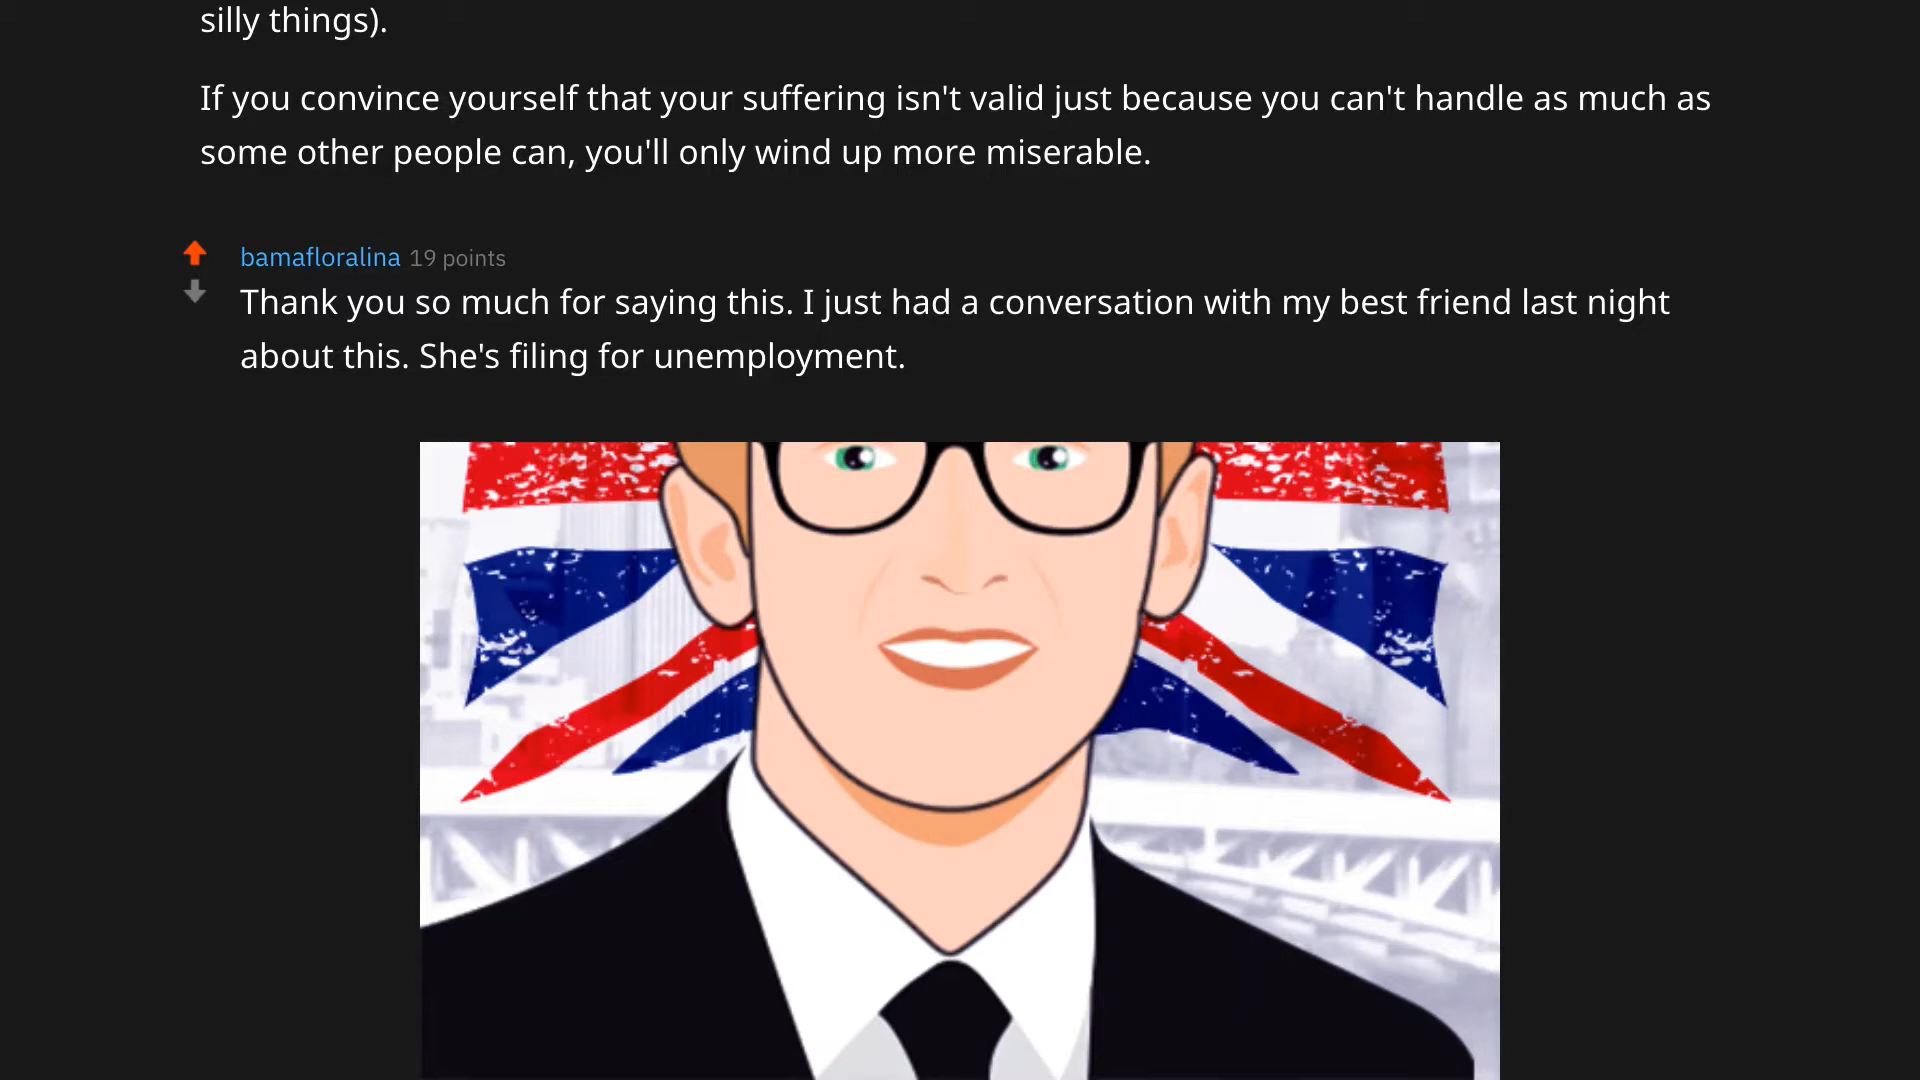 silly things).
If you convince yourself that your suffering isn't valid just because you can't handle as much as
some other people can, you'll only wind up more miserable.
bamafloralina 19 points
Thank you so much for saying this. I just had a conversation with my best friend last night
about this. She's filing for unemployment.